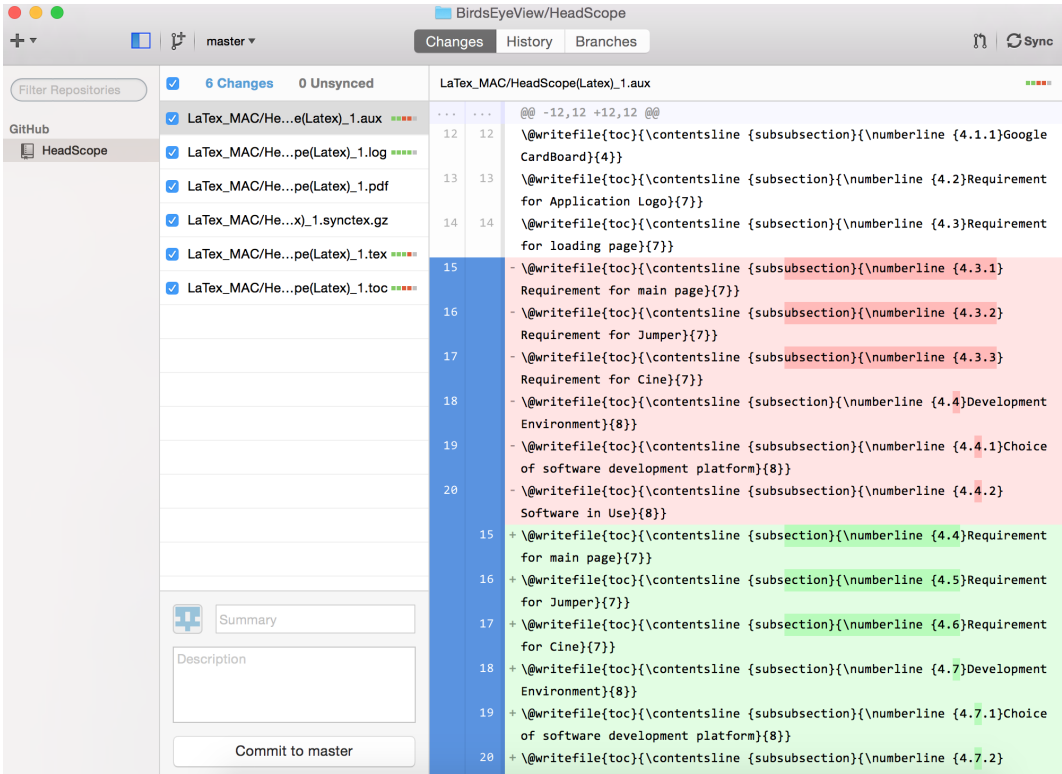 BirdsEyeView/HeadScope
master
Changes
History
Branches
Sync
Filter Repositories
GitHub
HeadScope
6 Changes
0 Unsynced
LaTex_MAC/He...e(Latex)_1.aux
LaTex_MAC/He...pe(Latex)_1.log
LaTex_MAC/He...pe(Latex)_1.pdf
LaTex_MAC/He...x)_1.synctex.gz
LaTex_MAC/He...pe(Latex)_1.tex
LaTex_MAC/He...pe(Latex)_1.toc
Summary
Description
Commit to master
LaTex_MAC/HeadScope(Latex)_1.aux
... ... @@ -12,12 +12,12 @@
12 12 \@writefile{toc}{\contentsline {subsubsection}{\numberline {4.1.1}Google
CardBoard}{4}}
13 13 \@writefile{toc}{\contentsline {subsection}{\numberline {4.2}Requirement
for Application Logo}{7}}
14 14 \@writefile{toc}{\contentsline {subsection}{\numberline {4.3}Requirement
for loading page}{7}}
15 - \@writefile{toc}{\contentsline {subsubsection}{\numberline {4.3.1}
Requirement for main page}{7}}
16 - \@writefile{toc}{\contentsline {subsubsection}{\numberline {4.3.2}
Requirement for Jumper}{7}}
17 - \@writefile{toc}{\contentsline {subsubsection}{\numberline {4.3.3}
Requirement for Cine}{7}}
18 - \@writefile{toc}{\contentsline {subsection}{\numberline {4.4}Development
Environment}{8}}
19 - \@writefile{toc}{\contentsline {subsubsection}{\numberline {4.4.1}Choice
of software development platform}{8}}
20 - \@writefile{toc}{\contentsline {subsubsection}{\numberline {4.4.2}
Software in Use}{8}}
15 + \@writefile{toc}{\contentsline {subsection}{\numberline {4.4}Requirement
for main page}{7}}
16 + \@writefile{toc}{\contentsline {subsection}{\numberline {4.5}Requirement
for Jumper}{7}}
17 + \@writefile{toc}{\contentsline {subsection}{\numberline {4.6}Requirement
for Cine}{7}}
18 + \@writefile{toc}{\contentsline {subsection}{\numberline {4.7}Development
Environment}{8}}
19 + \@writefile{toc}{\contentsline {subsubsection}{\numberline {4.7.1}Choice
of software development platform}{8}}
20 + \@writefile{toc}{\contentsline {subsubsection}{\numberline {4.7.2}